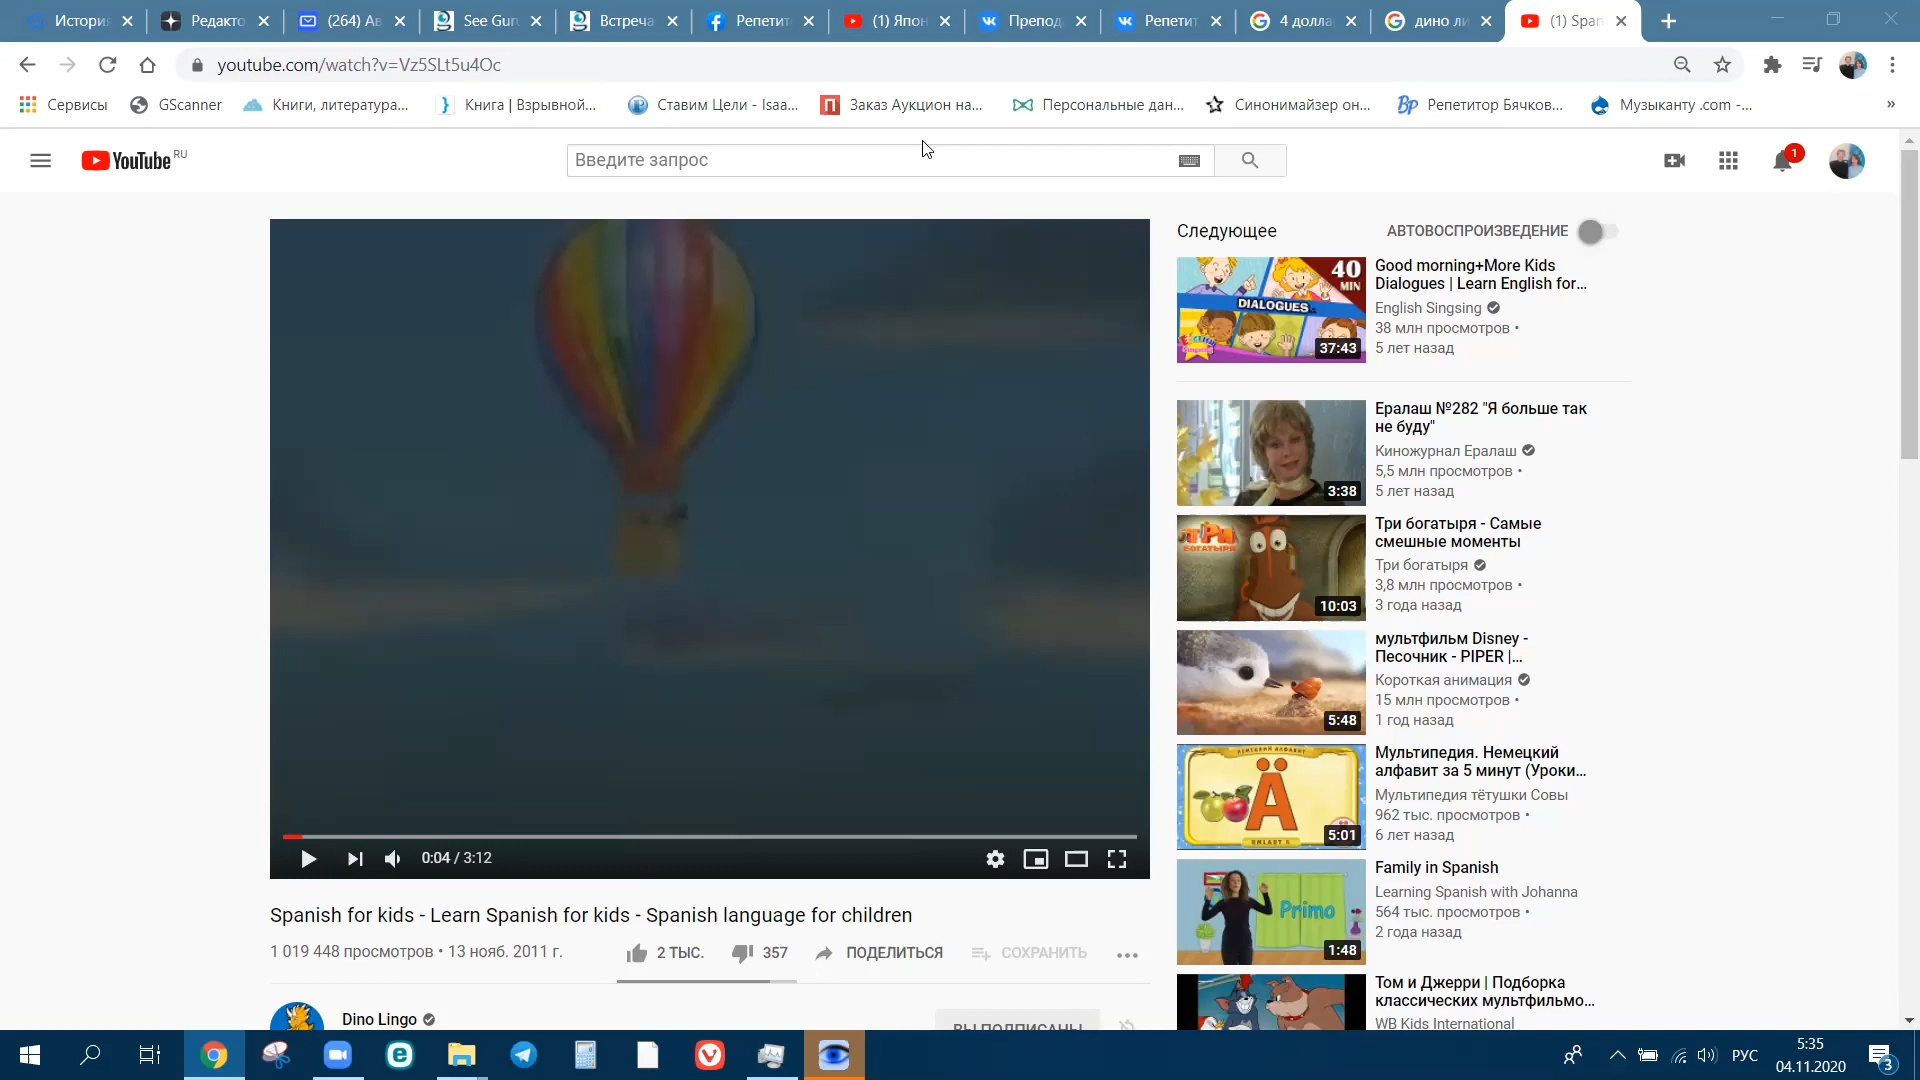 История
Редакто
(264) Ав
See Gur
Встреча
Репетит
(1) Япон
Препод
Репетит
4 долла
дино ли
(1) Span
youtube.com/watch?v=Vz5SLt5u4Oc
Сервисы
GScanner
Книги, литература...
Книга | Взрывной...
Ставим Цели - Isaa...
Заказ Аукцион на...
Персональные дан...
Синонимайзер он...
Bp Репетитор Бячков...
Музыканту .com -...
»
YouTube RU
Введите запрос
1
Следующее
АВТОВОСПРОИЗВЕДЕНИЕ
40
MIN
DIALOGUES
37:43
Good morning+More Kids
Dialogues | Learn English for...
English Singsing
38 млн просмотров •
5 лет назад
3:38
Ералаш №282 "Я больше так
не буду"
Киножурнал Ералаш
5,5 млн просмотров •
5 лет назад
ТРИ
БОГАТЫРЯ
10:03
Три богатыря - Самые
смешные моменты
Три богатыря
3,8 млн просмотров •
3 года назад
5:48
мультфильм Disney -
Песочник - PIPER |...
Короткая анимация
15 млн просмотров •
1 год назад
НЕМЕЦКИЙ АЛФАВИТ
Ä
UMLAUT
5:01
Мультипедия. Немецкий
алфавит за 5 минут (Уроки...
Мультипедия тётушки Совы
962 тыс. просмотров •
6 лет назад
Primo
1:48
Family in Spanish
Learning Spanish with Johanna
564 тыс. просмотров •
2 года назад
Том и Джерри | Подборка
классических мультфильмо...
WB Kids International
0:04 / 3:12
Spanish for kids - Learn Spanish for kids - Spanish language for children
1 019 448 просмотров • 13 нояб. 2011 г.
2 ТЫС.
357
ПОДЕЛИТЬСЯ
СОХРАНИТЬ
Dino Lingo
ВЫ ПОДПИСАНЫ
РУС
5:35
04.11.2020
3